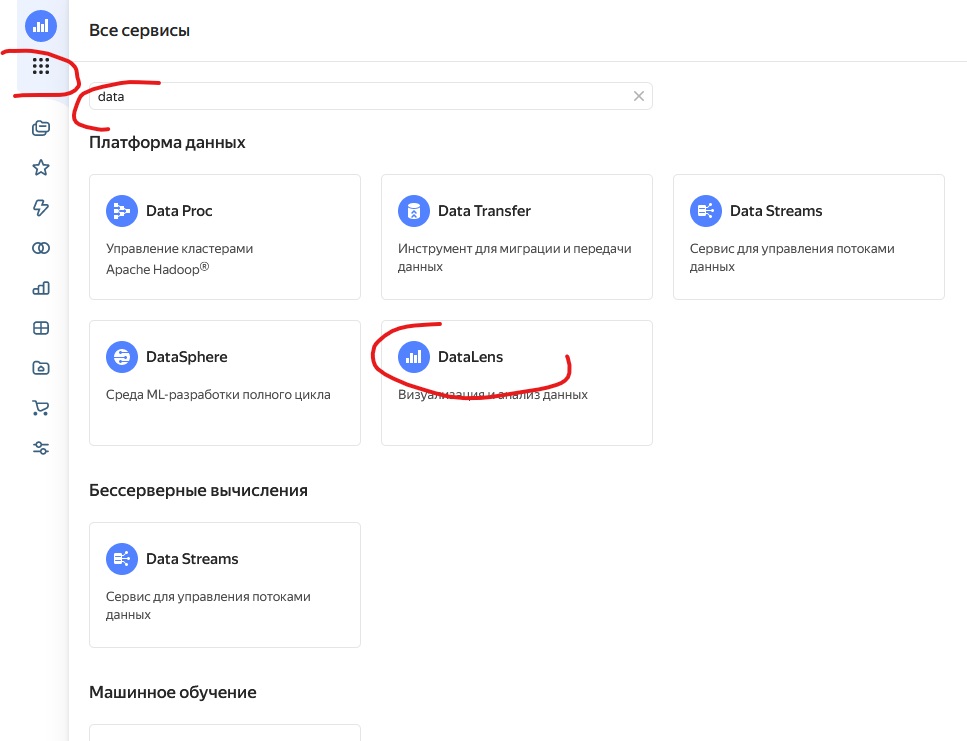 Все сервисы
data
Платформа данных
Data Proc
Управление кластерами
Apache Hadoop®
Data Transfer
Инструмент для миграции и передачи
данных
Data Streams
Сервис для управления потоками
данных
DataSphere
Среда ML-разработки полного цикла
DataLens
Визуализация и анализ данных
Бессерверные вычисления
Data Streams
Сервис для управления потоками
данных
Машинное обучение